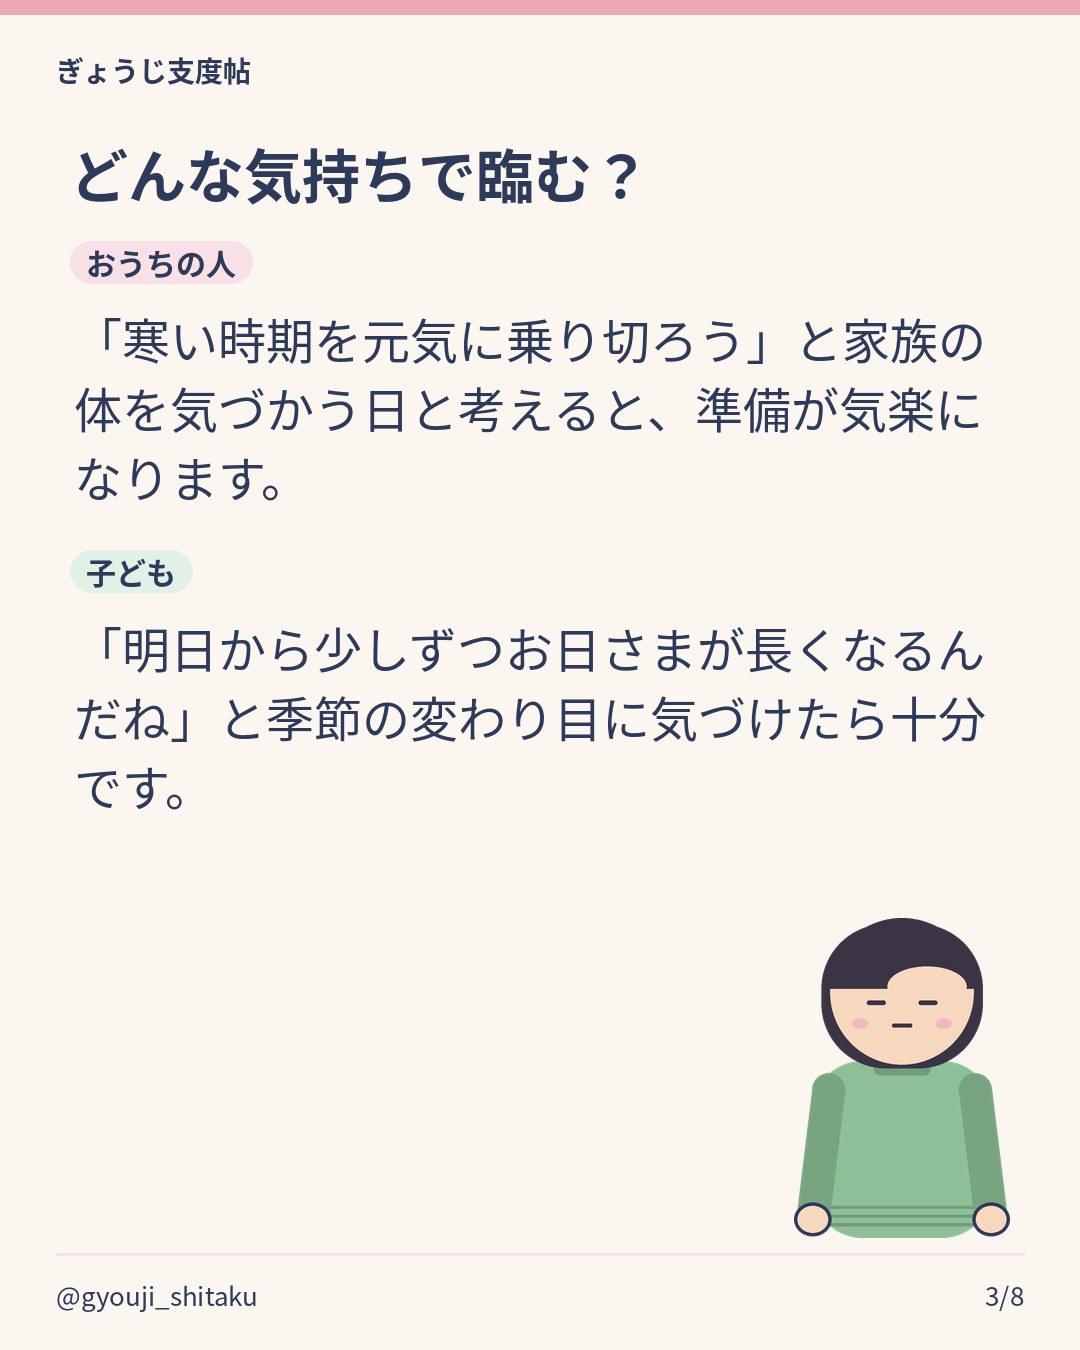 ぎょうじ支度帖
どんな気持ちで臨む？
おうちの人
「寒い時期を元気に乗り切ろう」と家族の
体を気づかう日と考えると、準備が気楽に
なります。
子ども
「明日から少しずつお日さまが長くなるん
だね」と季節の変わり目に気づけたら十分
です。
@gyouji_shitaku
3/8